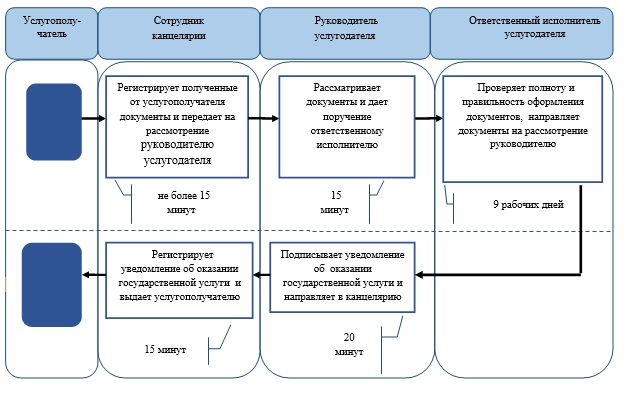 Услугополу-
чатель
Сотрудник
канцелярии
Руководитель
услугодателя
Ответственный исполнитель
услугодателя
Регистрирует полученные
от услугополучателя
документы и передает на
рассмотрение
руководителю
услугодателя
Рассматривает
документы и дает
поручение
ответственному
исполнителю
Проверяет полноту и
правильность оформления
документов, направляет
документы на рассмотрение
руководителю
не более 15
минут
15
минут
9 рабочих дней
Регистрирует
уведомление об оказании
государственной услуги и
выдает услугополучателю
Подписывает уведомление
об оказании
государственной услуги и
направляет в канцелярию
15 минут
20
минут